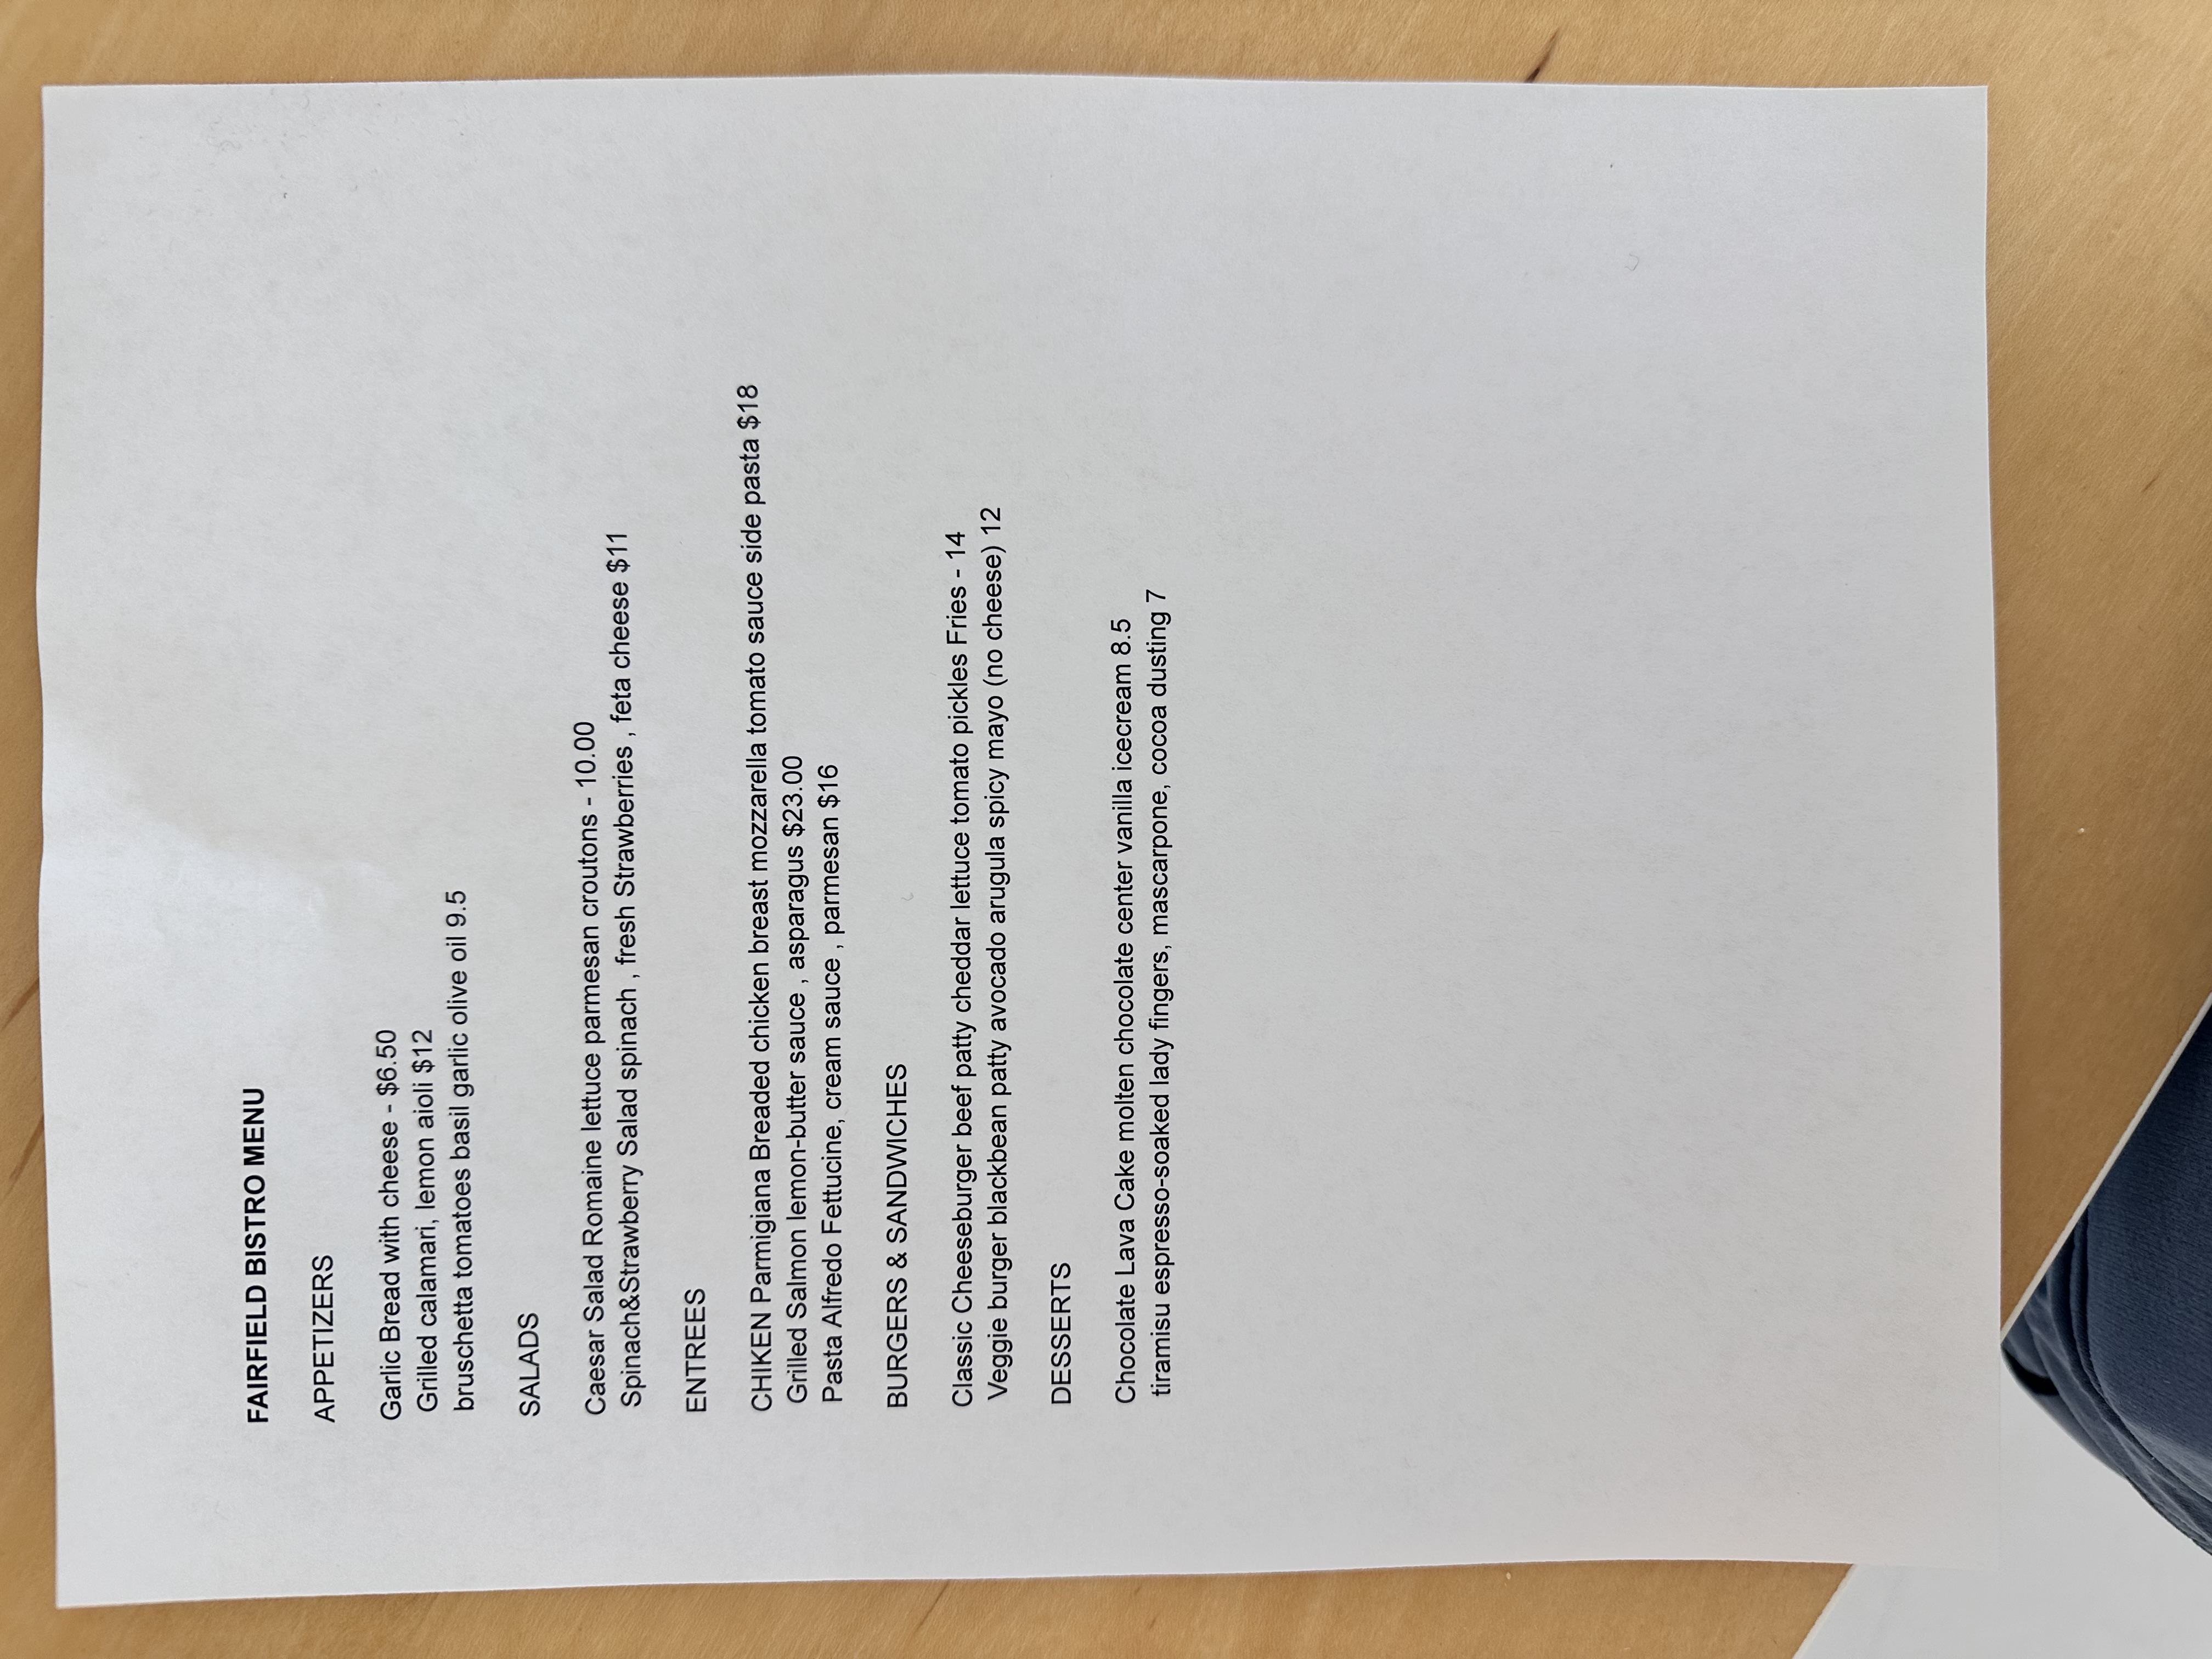 FAIRFIELD BISTRO MENU
APPETIZERS
Garlic Bread with cheese - $6.50
Grilled calamari, lemon aioli $12
bruschetta tomatoes basil garlic olive oil 9.5
SALADS
Caesar Salad Romaine lettuce parmesan croutons - 10.00
Spinach&Strawberry Salad spinach , fresh Strawberries , feta cheese $11
ENTREES
CHIKEN Parmigiana Breaded chicken breast mozzarella tomato sauce side pasta $18
Grilled Salmon lemon-butter sauce , asparagus $23.00
Pasta Alfredo Fettucine, cream sauce , parmesan $16
BURGERS & SANDWICHES
Classic Cheeseburger beef patty cheddar lettuce tomato pickles Fries - 14
Veggie burger blackbean patty avocado arugula spicy mayo (no cheese) 12
DESSERTS
Chocolate Lava Cake molten chocolate center vanilla icecream 8.5
tiramisu espresso-soaked lady fingers, mascarpone, cocoa dusting 7